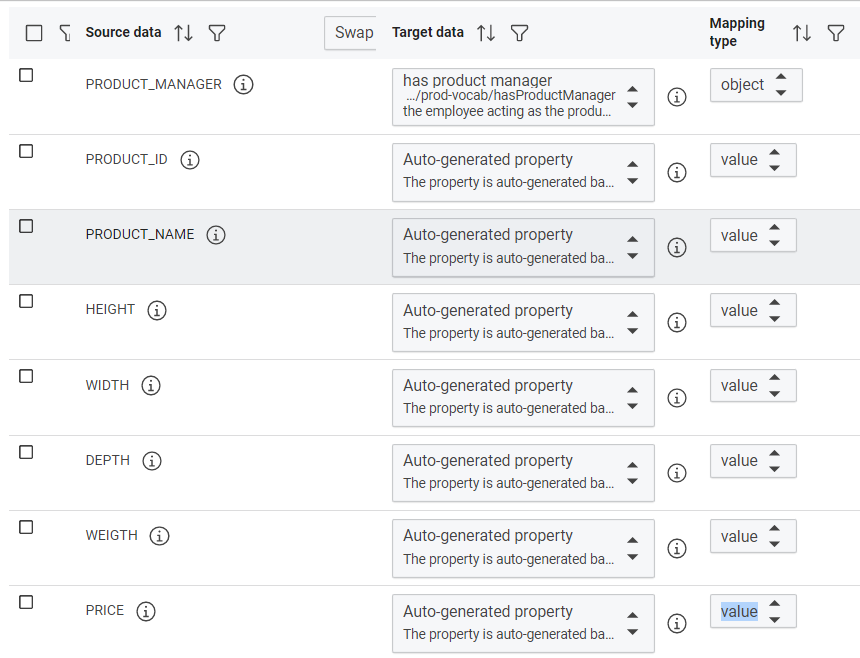 Source data
Swap
Target data
Mapping
type
PRODUCT_MANAGER
has product manager
.../prod-vocab/hasProductManager
the employee acting as the produ...
object
PRODUCT_ID
Auto-generated property
The property is auto-generated ba...
value
PRODUCT_NAME
Auto-generated property
The property is auto-generated ba...
value
HEIGHT
Auto-generated property
The property is auto-generated ba...
value
WIDTH
Auto-generated property
The property is auto-generated ba...
value
DEPTH
Auto-generated property
The property is auto-generated ba...
value
WEIGTH
Auto-generated property
The property is auto-generated ba...
value
PRICE
Auto-generated property
The property is auto-generated ba...
value